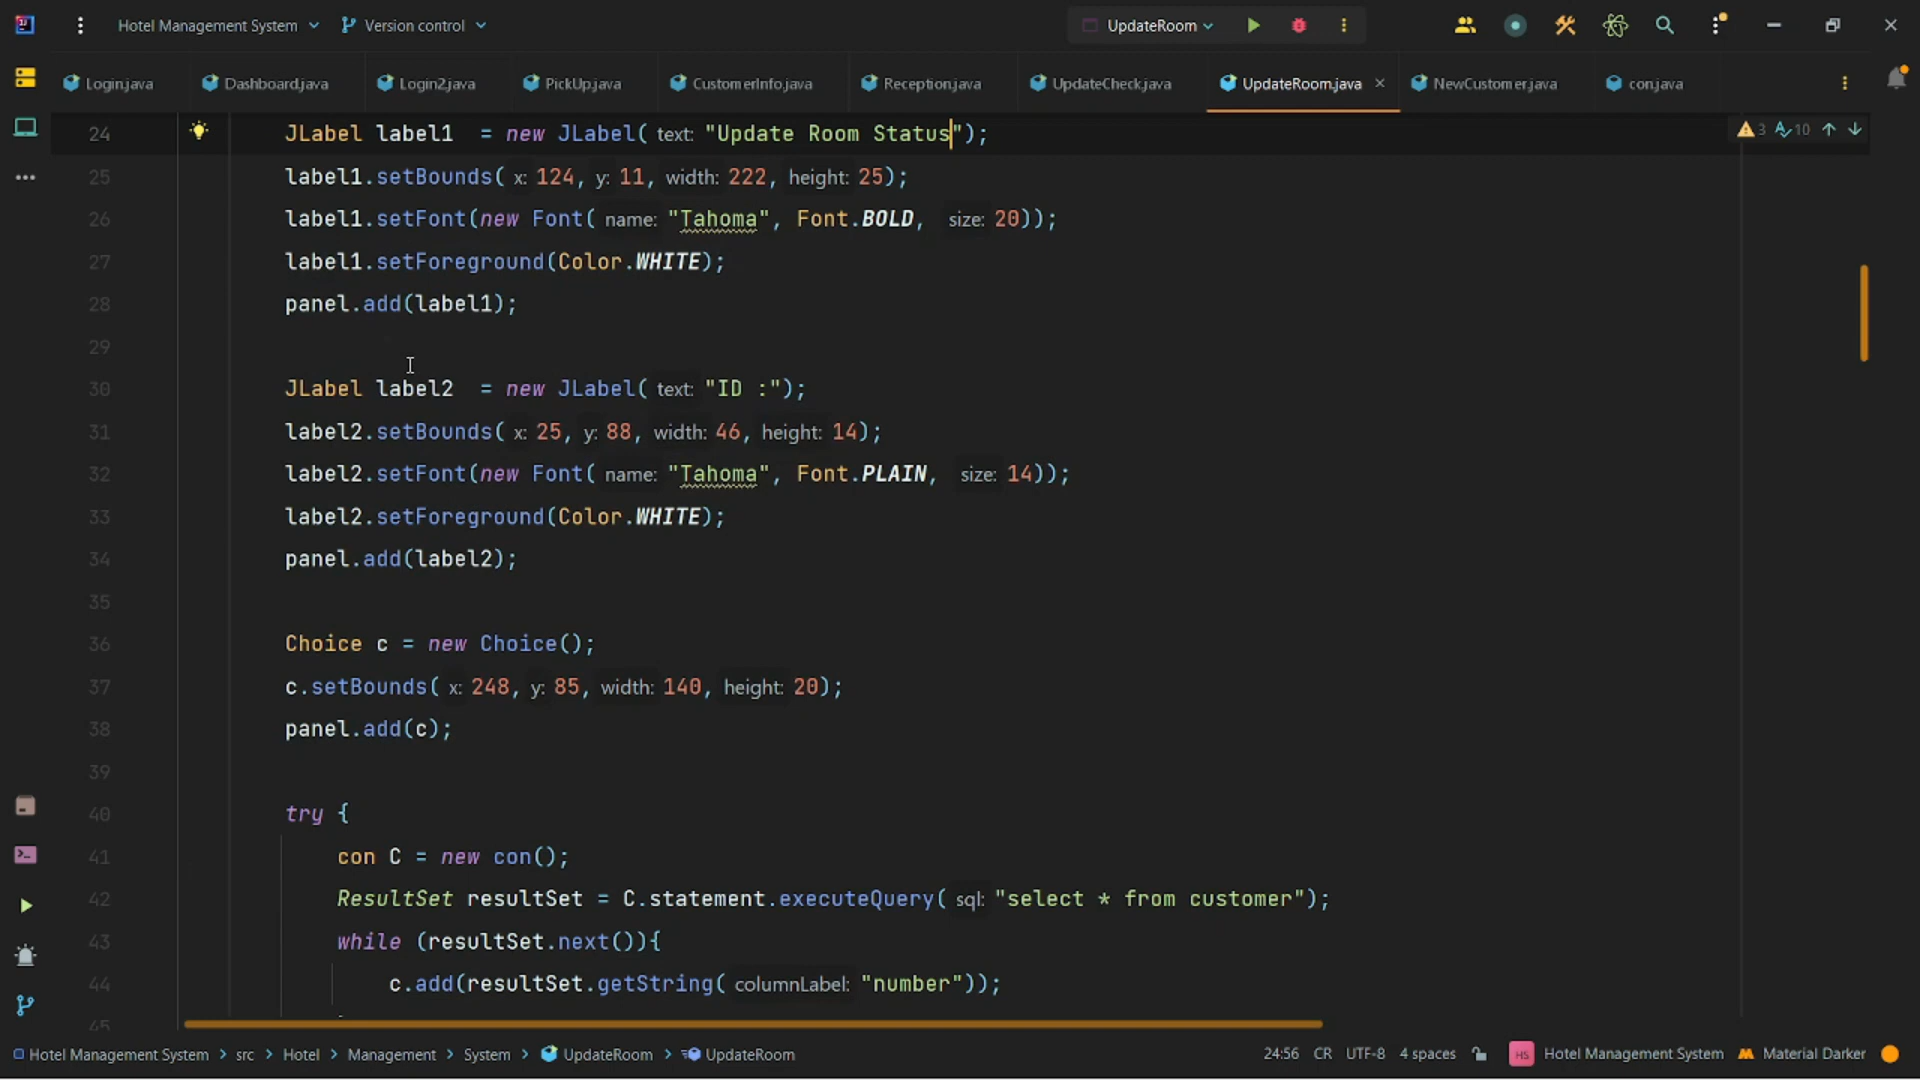 Hotel Management System
Version control
UpdateRoom
Login.java
Dashboard.java
Login2.java
PickUp.java
CustomerInfo.java
Reception.java
UpdateCheck.java
UpdateRoom.java
NewCustomer.java
con.java
3 10
24 JLabel label1 = new JLabel( text: "Update Room Status");
25 label1.setBounds( x: 124, y: 11, width: 222, height: 25);
26 label1.setFont(new Font( name: "Tahoma", Font.BOLD, size: 20));
27 label1.setForeground(Color.WHITE);
28 panel.add(label1);
29
30 JLabel label2 = new JLabel( text: "ID :");
31 label2.setBounds( x: 25, y: 88, width: 46, height: 14);
32 label2.setFont(new Font( name: "Tahoma", Font.PLAIN, size: 14));
33 label2.setForeground(Color.WHITE);
34 panel.add(label2);
35
36 Choice c = new Choice();
37 c.setBounds( x: 248, y: 85, width: 140, height: 20);
38 panel.add(c);
39
40 try {
41 con C = new con();
42 ResultSet resultSet = C.statement.executeQuery( sql: "select * from customer");
43 while (resultSet.next()){
44 c.add(resultSet.getString( columnLabel: "number"));
45
Hotel Management System > src > Hotel > Management > System > UpdateRoom > UpdateRoom
24:56 CR UTF-8 4 spaces HS Hotel Management System Material Darker